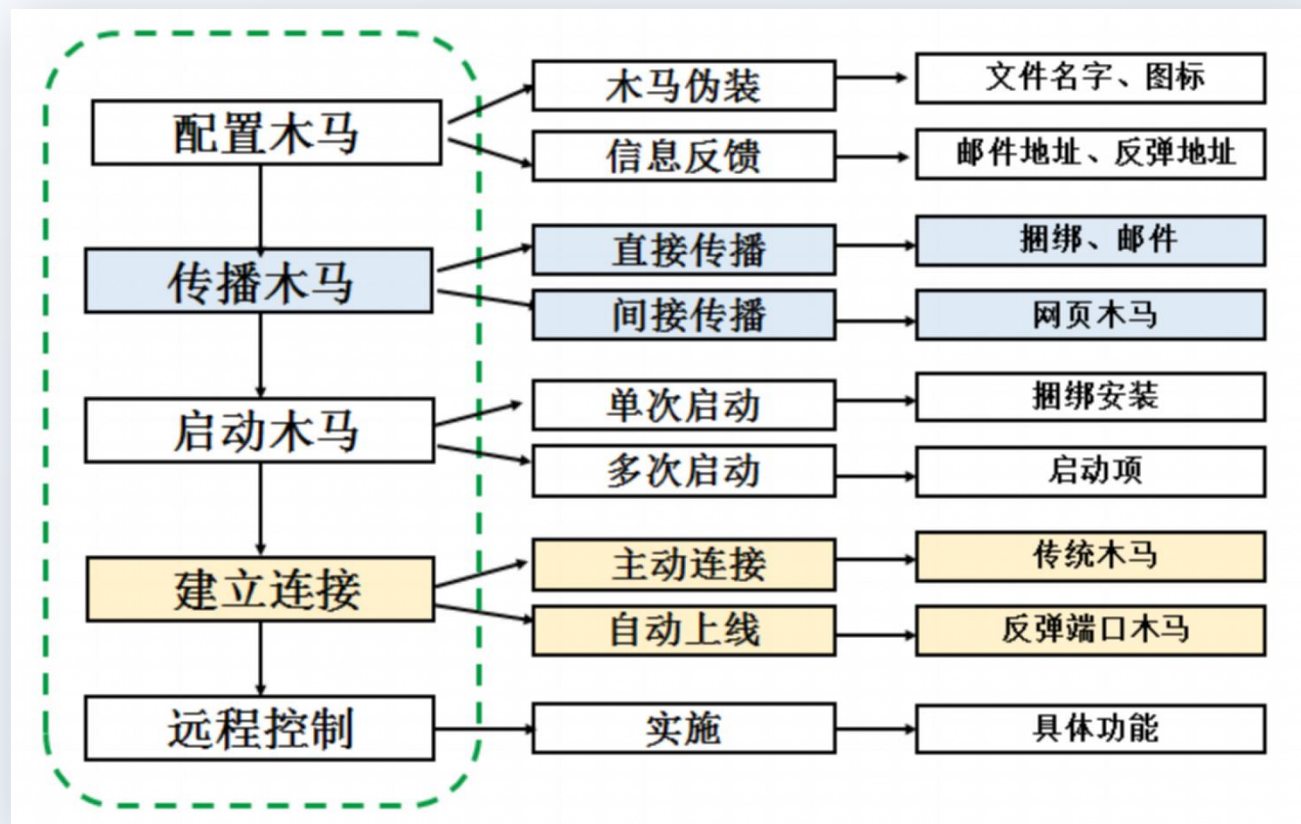 配置木马
木马伪装
文件名字、图标
信息反馈
邮件地址、反弹地址
传播木马
直接传播
捆绑、邮件
间接传播
网页木马
启动木马
单次启动
捆绑安装
多次启动
启动项
建立连接
主动连接
传统木马
自动上线
反弹端口木马
远程控制
实施
具体功能